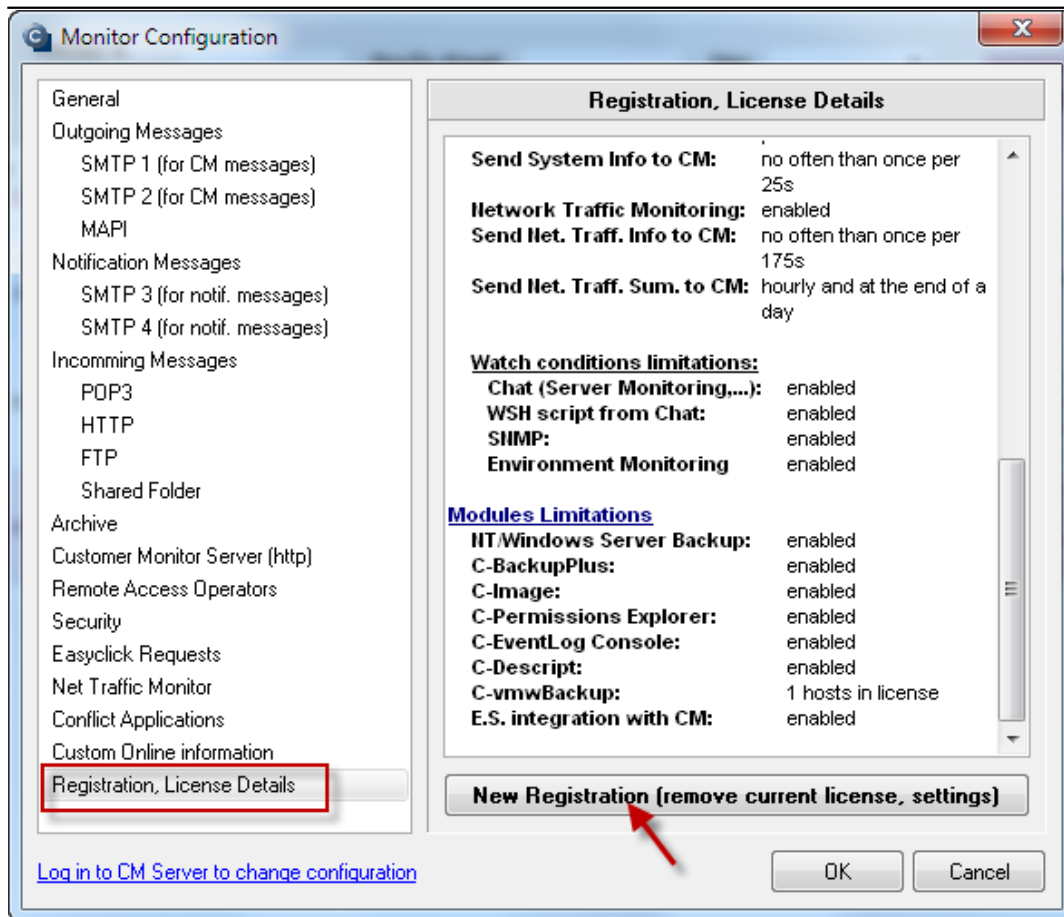 Monitor Configuration
General
Outgoing Messages
SMTP 1 (for CM messages)
SMTP 2 (for CM messages)
MAPI
Notification Messages
SMTP 3 (for notif. messages)
SMTP 4 (for notif. messages)
Incomming Messages
POP3
HTTP
FTP
Shared Folder
Archive
Customer Monitor Server (http)
Remote Access Operators
Security
Easyclick Requests
Net Traffic Monitor
Conflict Applications
Custom Online information
Registration, License Details
Log in to CM Server to change configuration
Registration, License Details
Send System Info to CM: no often than once per
25s
Network Traffic Monitoring: enabled
Send Net. Traff. Info to CM: no often than once per
175s
Send Net. Traff. Sum. to CM: hourly and at the end of a
day
Watch conditions limitations:
Chat (Server Monitoring,...): enabled
WSH script from Chat: enabled
SNMP: enabled
Environment Monitoring enabled
Modules Limitations
NT/Windows Server Backup: enabled
C-BackupPlus: enabled
C-Image: enabled
C-Permissions Explorer: enabled
C-EventLog Console: enabled
C-Descript: enabled
C-vmwBackup: 1 hosts in license
E.S. integration with CM: enabled
New Registration (remove current license, settings)
OK
Cancel